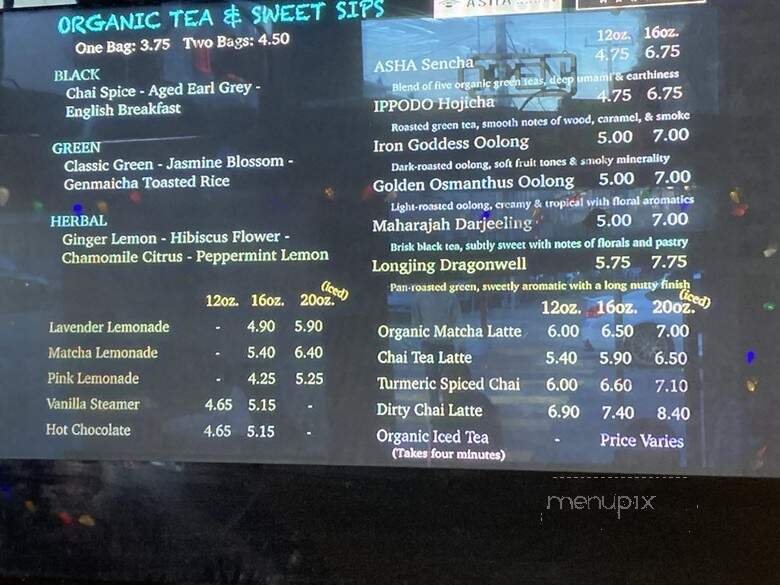 ORGANIC TEA & SWEET SIPS
One Bag: 3.75 Two Bags: 4.50
BLACK
Chai Spice - Aged Earl Grey -
English Breakfast
GREEN
Classic Green - Jasmine Blossom -
Genmaicha Toasted Rice
HERBAL
Ginger Lemon - Hibiscus Flower -
Chamomile Citrus - Peppermint Lemon
(iced)
12oz. 16oz. 20oz.
Lavender Lemonade - 4.90 5.90
Matcha Lemonade - 5.40 6.40
Pink Lemonade - 4.25 5.25
Vanilla Steamer 4.65 5.15 -
Hot Chocolate 4.65 5.15 -
ASHA
12oz. 16oz.
ASHA Sencha 4.75 6.75
Blend of five organic green teas, deep umami & earthiness
IPPODO Hojicha 4.75 6.75
Roasted green tea, smooth notes of wood, caramel, & smoke
Iron Goddess Oolong 5.00 7.00
Dark-roasted oolong, soft fruit tones & smoky minerality
Golden Osmanthus Oolong 5.00 7.00
Light-roasted oolong, creamy & tropical with floral aromatics
Maharajah Darjeeling 5.00 7.00
Brisk black tea, subtly sweet with notes of florals and pastry
Longjing Dragonwell 5.75 7.75
Pan-roasted green, sweetly aromatic with a long nutty finish
(iced)
12oz. 16oz. 20oz.
Organic Matcha Latte 6.00 6.50 7.00
Chai Tea Latte 5.40 5.90 6.50
Turmeric Spiced Chai 6.00 6.60 7.10
Dirty Chai Latte 6.90 7.40 8.40
Organic Iced Tea - Price Varies
(Takes four minutes)
menupix